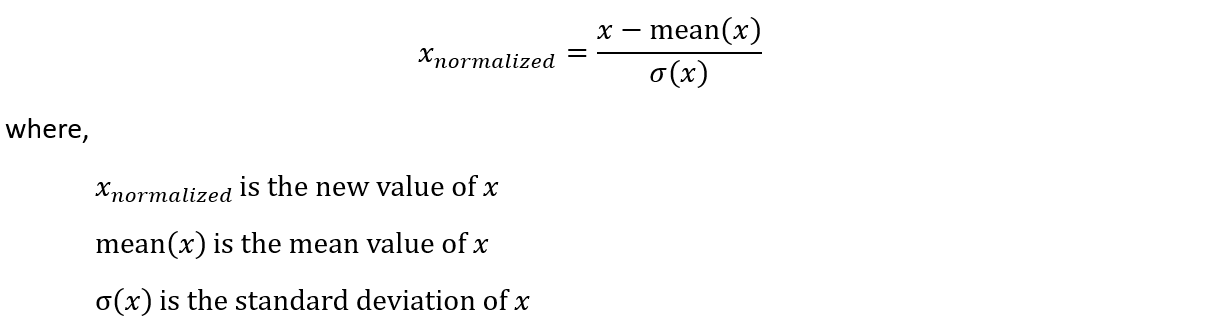 x_normalized = (x − mean(x)) / σ(x)
where,
x_normalized is the new value of x
mean(x) is the mean value of x
σ(x) is the standard deviation of x